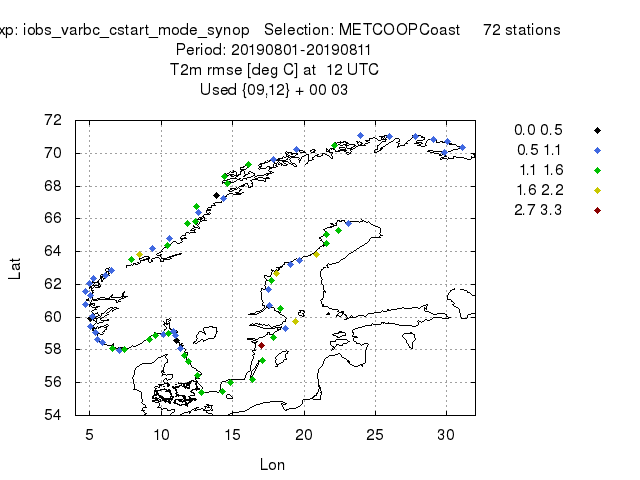 xp: iobs_varbc_cstart_mode_synop Selection: METCOOPCoast 72 stations
Period: 20190801-20190811
T2m rmse [deg C] at 12 UTC
Used {09,12} + 00 03
72
70
68
66
64
62
60
58
56
54
Lat
5 10 15 20 25 30
Lon
0.0 0.5
0.5 1.1
1.1 1.6
1.6 2.2
2.7 3.3